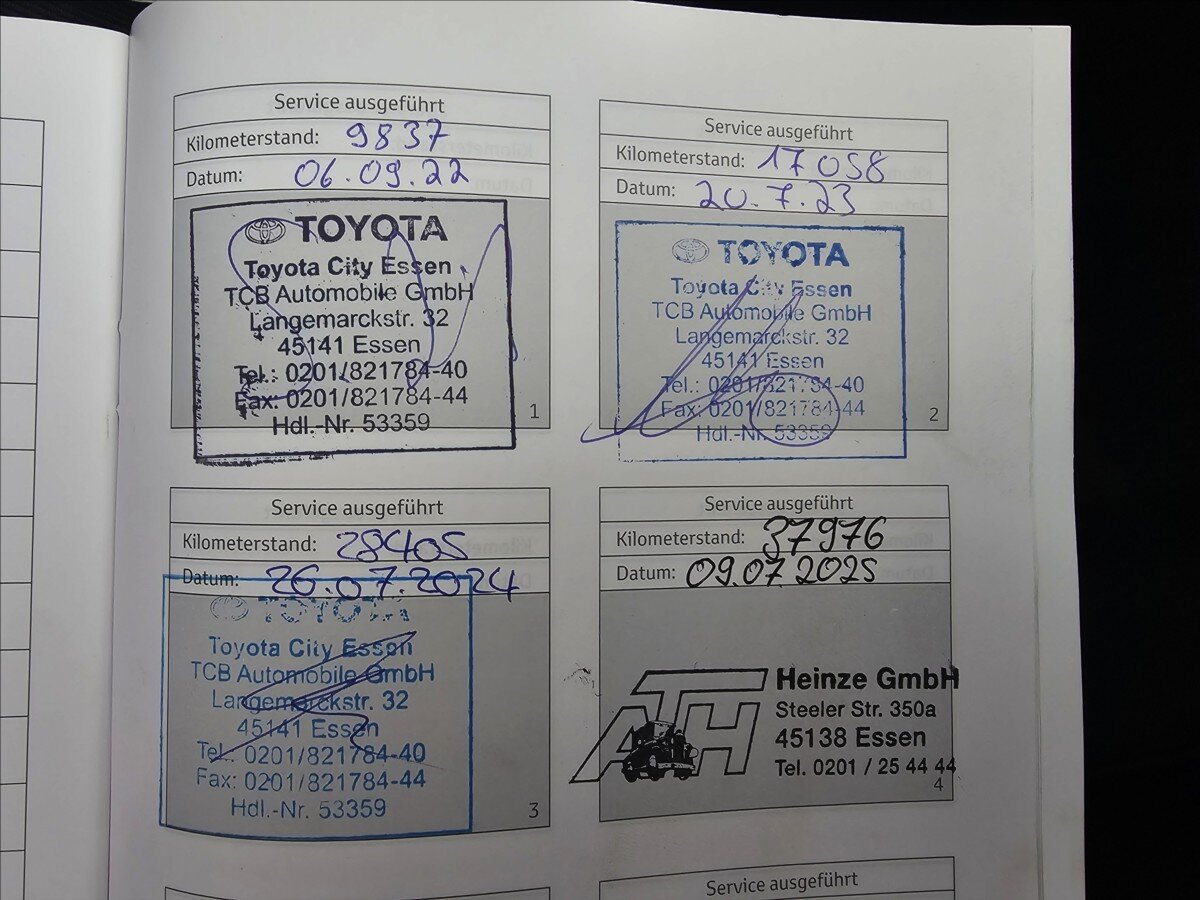 Service ausgeführt
Kilometerstand: 9837
Datum: 06.09.22
TOYOTA
Toyota City Essen
TCB Automobile GmbH
Langemarckstr. 32
45141 Essen
Tel.: 0201/821784-40
Fax: 0201/821784-44
Hdl.-Nr. 53359
1
Service ausgeführt
Kilometerstand: 17058
Datum: 20.7.23
TOYOTA
Toyota City Essen
TCB Automobile GmbH
Langemarckstr. 32
45141 Essen
Tel.: 0201/821784-40
Fax: 0201/821784-44
Hdl.-Nr. 53359
2
Service ausgeführt
Kilometerstand: 28405
Datum: 26.07.2024
TOYOTA
Toyota City Essen
TCB Automobile GmbH
Langemarckstr. 32
45141 Essen
Tel.: 0201/821784-40
Fax: 0201/821784-44
Hdl.-Nr. 53359
3
Service ausgeführt
Kilometerstand: 37976
Datum: 09.07.2025
ATH
Heinze GmbH
Steeler Str. 350a
45138 Essen
Tel. 0201 / 25 44 44
4
Service ausgeführt